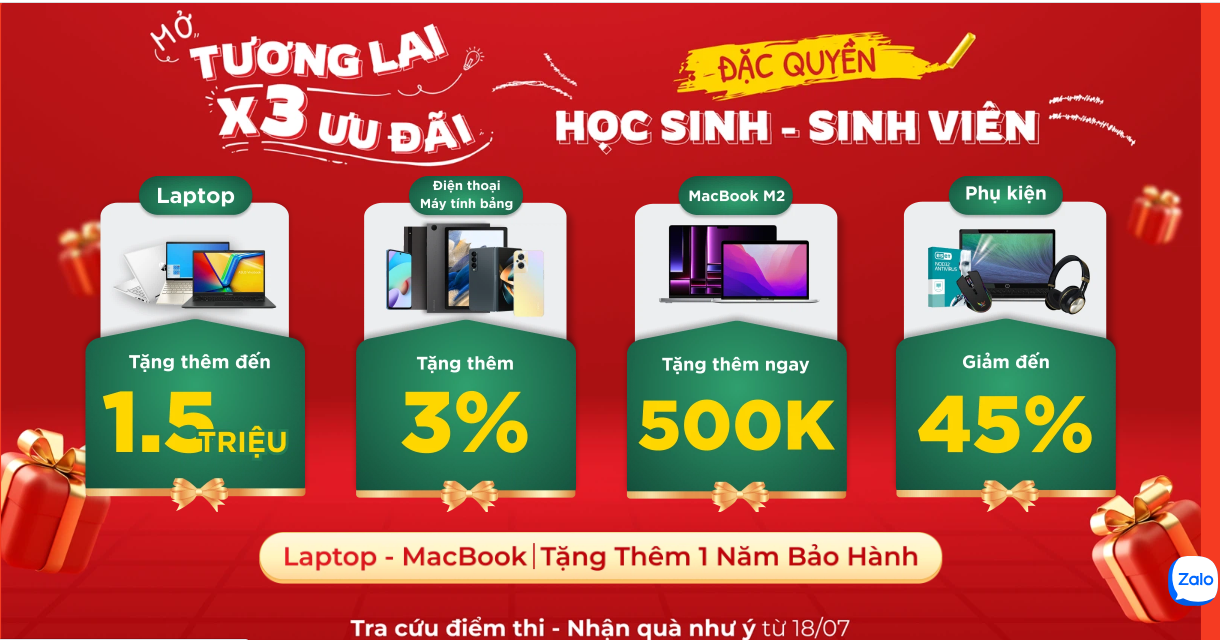 MỞ
TƯƠNG LAI
X3 ƯU ĐÃI
ĐẶC QUYỀN
HỌC SINH - SINH VIÊN
Laptop
Tặng thêm đến
1.5 TRIỆU
Điện thoại
Máy tính bảng
Tặng thêm
3%
MacBook M2
Tặng thêm ngay
500K
Phụ kiện
eset
NOD32
ANTIVIRUS
Giảm đến
45%
Laptop - MacBook | Tặng Thêm 1 Năm Bảo Hành
Tra cứu điểm thi - Nhận quà như ý từ 18/07
Zalo